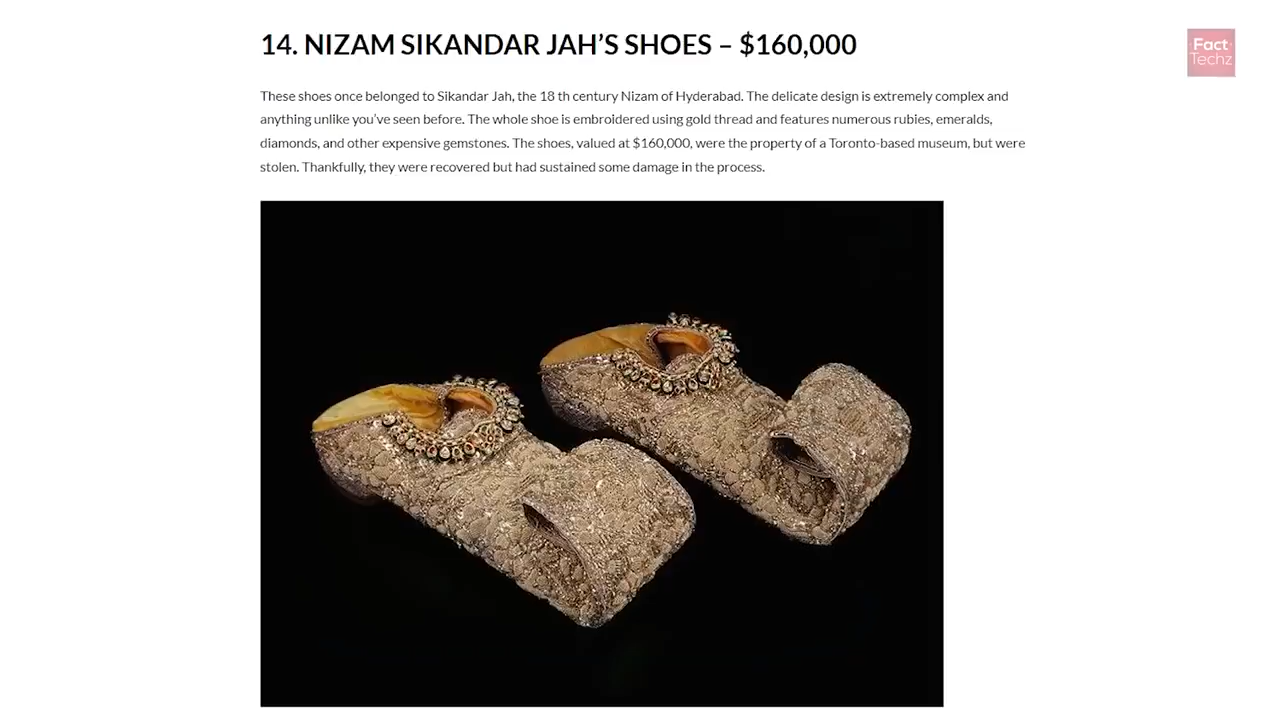 14. NIZAM SIKANDAR JAH’S SHOES – $160,000
Fact
Techz
These shoes once belonged to Sikandar Jah, the 18 th century Nizam of Hyderabad. The delicate design is extremely complex and
anything unlike you’ve seen before. The whole shoe is embroidered using gold thread and features numerous rubies, emeralds,
diamonds, and other expensive gemstones. The shoes, valued at $160,000, were the property of a Toronto-based museum, but were
stolen. Thankfully, they were recovered but had sustained some damage in the process.